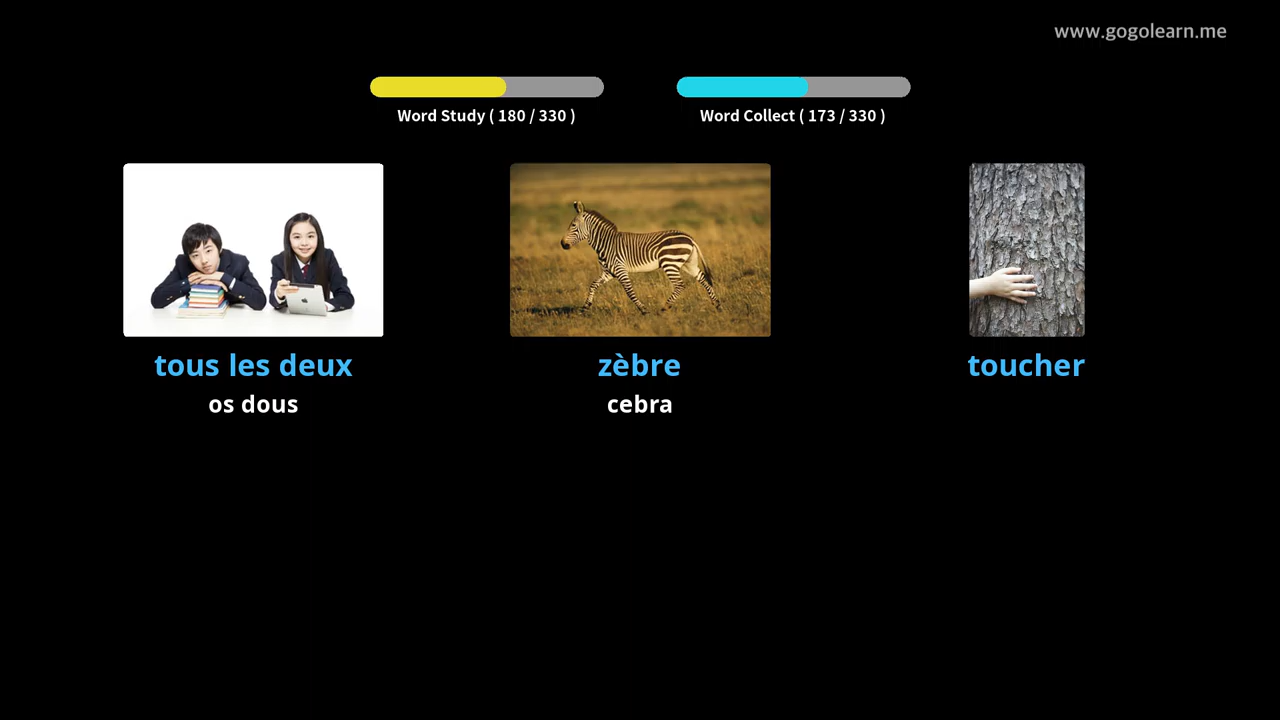 www.gogolearn.me
Word Study ( 180 / 330 )
Word Collect ( 173 / 330 )
tous les deux
os dous
zèbre
cebra
toucher